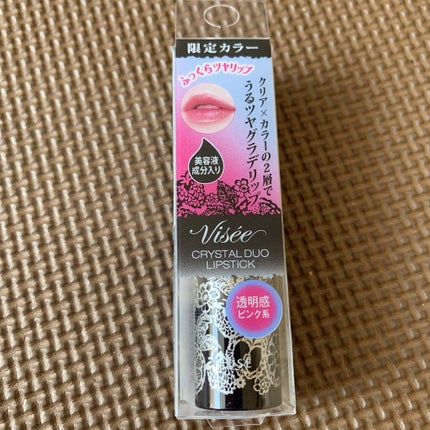 限定カラー
ふっくらツヤリップ
クリア×カラーの2層で
うるツヤグラデリップ
美容液
成分入り
Visée
CRYSTAL DUO
LIPSTICK
透明感
ピンク系